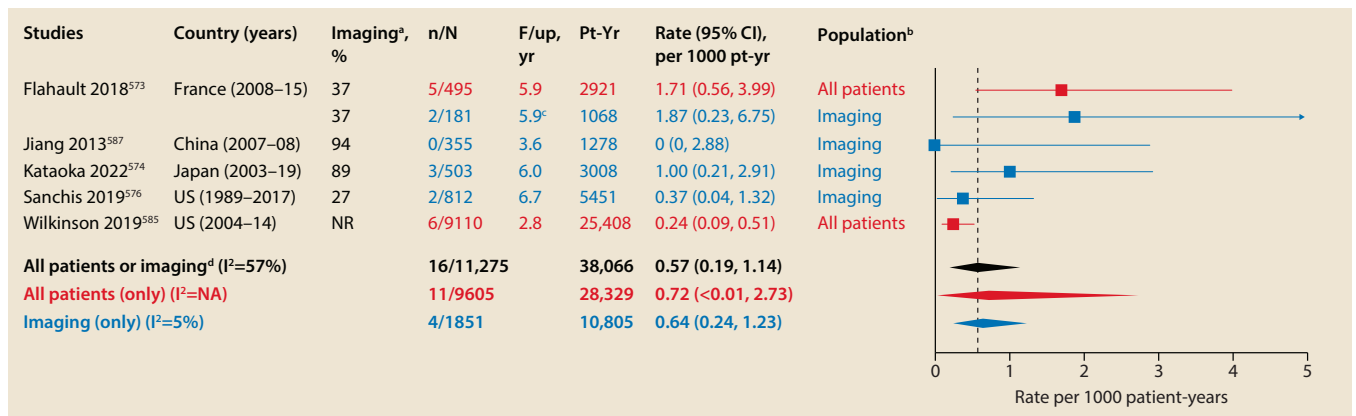 Studies Country (years) Imagingᵃ, % n/N F/up, yr Pt-Yr Rate (95% CI), per 1000 pt-yr Populationᵇ
Flahault 2018⁵⁷³ France (2008–15) 37 5/495 5.9 2921 1.71 (0.56, 3.99) All patients
37 2/181 5.9ᶜ 1068 1.87 (0.23, 6.75) Imaging
Jiang 2013⁵⁸⁷ China (2007–08) 94 0/355 3.6 1278 0 (0, 2.88) Imaging
Kataoka 2022⁵⁷⁴ Japan (2003–19) 89 3/503 6.0 3008 1.00 (0.21, 2.91) Imaging
Sanchis 2019⁵⁷⁶ US (1989–2017) 27 2/812 6.7 5451 0.37 (0.04, 1.32) Imaging
Wilkinson 2019⁵⁸⁵ US (2004–14) NR 6/9110 2.8 25,408 0.24 (0.09, 0.51) All patients
All patients or imagingᵈ (I²=57%) 16/11,275 38,066 0.57 (0.19, 1.14)
All patients (only) (I²=NA) 11/9605 28,329 0.72 (<0.01, 2.73)
Imaging (only) (I²=5%) 4/1851 10,805 0.64 (0.24, 1.23)
0 1 2 3 4 5
Rate per 1000 patient-years